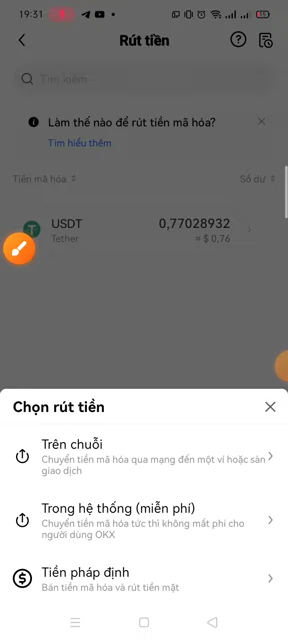 19:31
Rút tiền
Tìm kiếm
Làm thế nào để rút tiền mã hóa?
Tìm hiểu thêm
Tiền mã hóa
Số dư
USDT
0,77028932
Tether
≈ $ 0,76
Chọn rút tiền
Trên chuỗi
Chuyển tiền mã hóa qua mạng đến một ví hoặc sàn
giao dịch
Trong hệ thống (miễn phí)
Chuyển tiền mã hóa tức thì không mất phí cho
người dùng OKX
Tiền pháp định
Bán tiền mã hóa và rút tiền mặt